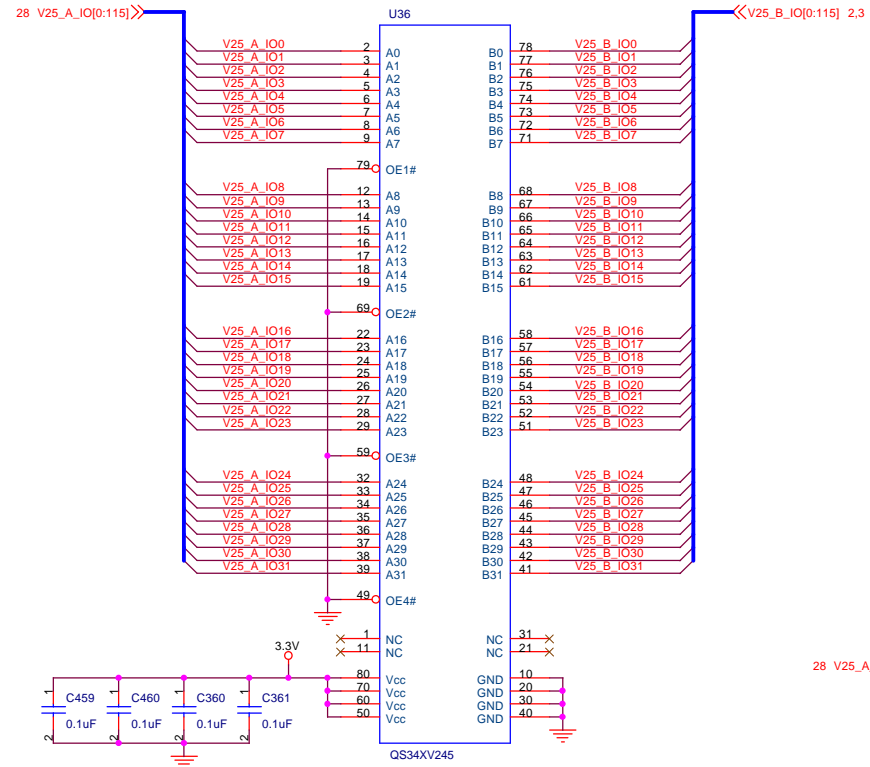 28 V25_A_IO[0:115]
U36
V25_B_IO[0:115] 2,3
V25_A_IO0 2 A0 B0 78 V25_B_IO0
V25_A_IO1 3 A1 B1 77 V25_B_IO1
V25_A_IO2 4 A2 B2 76 V25_B_IO2
V25_A_IO3 5 A3 B3 75 V25_B_IO3
V25_A_IO4 6 A4 B4 74 V25_B_IO4
V25_A_IO5 7 A5 B5 73 V25_B_IO5
V25_A_IO6 8 A6 B6 72 V25_B_IO6
V25_A_IO7 9 A7 B7 71 V25_B_IO7
79 OE1#
V25_A_IO8 12 A8 B8 68 V25_B_IO8
V25_A_IO9 13 A9 B9 67 V25_B_IO9
V25_A_IO10 14 A10 B10 66 V25_B_IO10
V25_A_IO11 15 A11 B11 65 V25_B_IO11
V25_A_IO12 16 A12 B12 64 V25_B_IO12
V25_A_IO13 17 A13 B13 63 V25_B_IO13
V25_A_IO14 18 A14 B14 62 V25_B_IO14
V25_A_IO15 19 A15 B15 61 V25_B_IO15
69 OE2#
V25_A_IO16 22 A16 B16 58 V25_B_IO16
V25_A_IO17 23 A17 B17 57 V25_B_IO17
V25_A_IO18 24 A18 B18 56 V25_B_IO18
V25_A_IO19 25 A19 B19 55 V25_B_IO19
V25_A_IO20 26 A20 B20 54 V25_B_IO20
V25_A_IO21 27 A21 B21 53 V25_B_IO21
V25_A_IO22 28 A22 B22 52 V25_B_IO22
V25_A_IO23 29 A23 B23 51 V25_B_IO23
59 OE3#
V25_A_IO24 32 A24 B24 48 V25_B_IO24
V25_A_IO25 33 A25 B25 47 V25_B_IO25
V25_A_IO26 34 A26 B26 46 V25_B_IO26
V25_A_IO27 35 A27 B27 45 V25_B_IO27
V25_A_IO28 36 A28 B28 44 V25_B_IO28
V25_A_IO29 37 A29 B29 43 V25_B_IO29
V25_A_IO30 38 A30 B30 42 V25_B_IO30
V25_A_IO31 39 A31 B31 41 V25_B_IO31
49 OE4#
1 NC NC 31
11 NC NC 21
3.3V
28 V25_A
80 Vcc GND 10
70 Vcc GND 20
60 Vcc GND 30
50 Vcc GND 40
1 C459 1 C460 1 C360 1 C361
0.1uF 0.1uF 0.1uF 0.1uF
2 2 2 2
QS34XV245